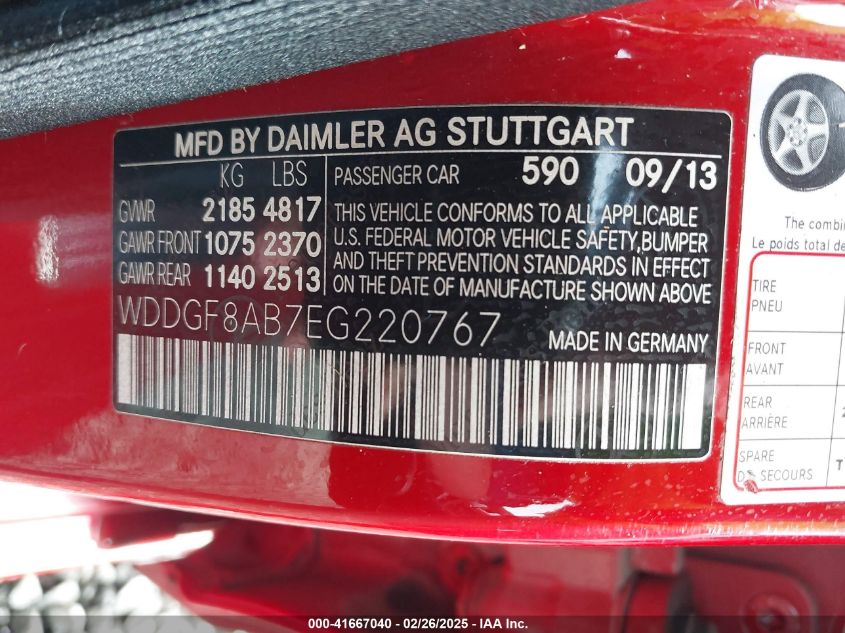 MFD BY DAIMLER AG STUTTGART
KG LBS
GVWR 2185 4817
GAWR FRONT 1075 2370
GAWR REAR 1140 2513
PASSENGER CAR 590 09/13
THIS VEHICLE CONFORMS TO ALL APPLICABLE
U.S. FEDERAL MOTOR VEHICLE SAFETY,BUMPER
AND THEFT PREVENTION STANDARDS IN EFFECT
ON THE DATE OF MANUFACTURE SHOWN ABOVE
WDDGF8AB7EG220767
MADE IN GERMANY
The combin
Le poids total de
TIRE
PNEU
FRONT
AVANT
REAR
ARRIÈRE
2
SPARE
DE SECOURS
T
000-41667040 - 02/26/2025 - IAA Inc.